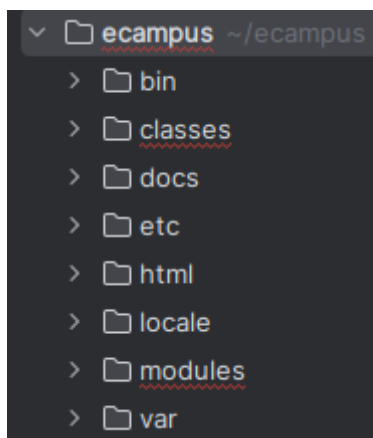 ecampus ~/ecampus
bin
classes
docs
etc
html
locale
modules
var